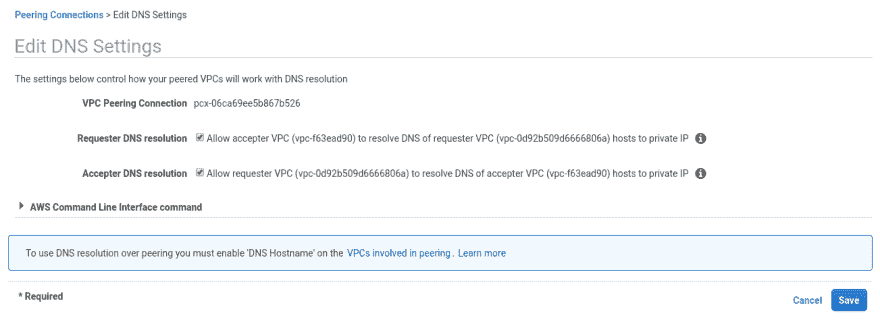 Peering Connections > Edit DNS Settings
Edit DNS Settings
The settings below control how your peered VPCs will work with DNS resolution
VPC Peering Connection pcx-06ca69ee5b867b526
Requester DNS resolution Allow accepter VPC (vpc-f63ead90) to resolve DNS of requester VPC (vpc-0d92b509d6666806a) hosts to private IP
Accepter DNS resolution Allow requester VPC (vpc-0d92b509d6666806a) to resolve DNS of accepter VPC (vpc-f63ead90) hosts to private IP
AWS Command Line Interface command
To use DNS resolution over peering you must enable 'DNS Hostname' on the VPCs involved in peering. Learn more
* Required
Cancel Save